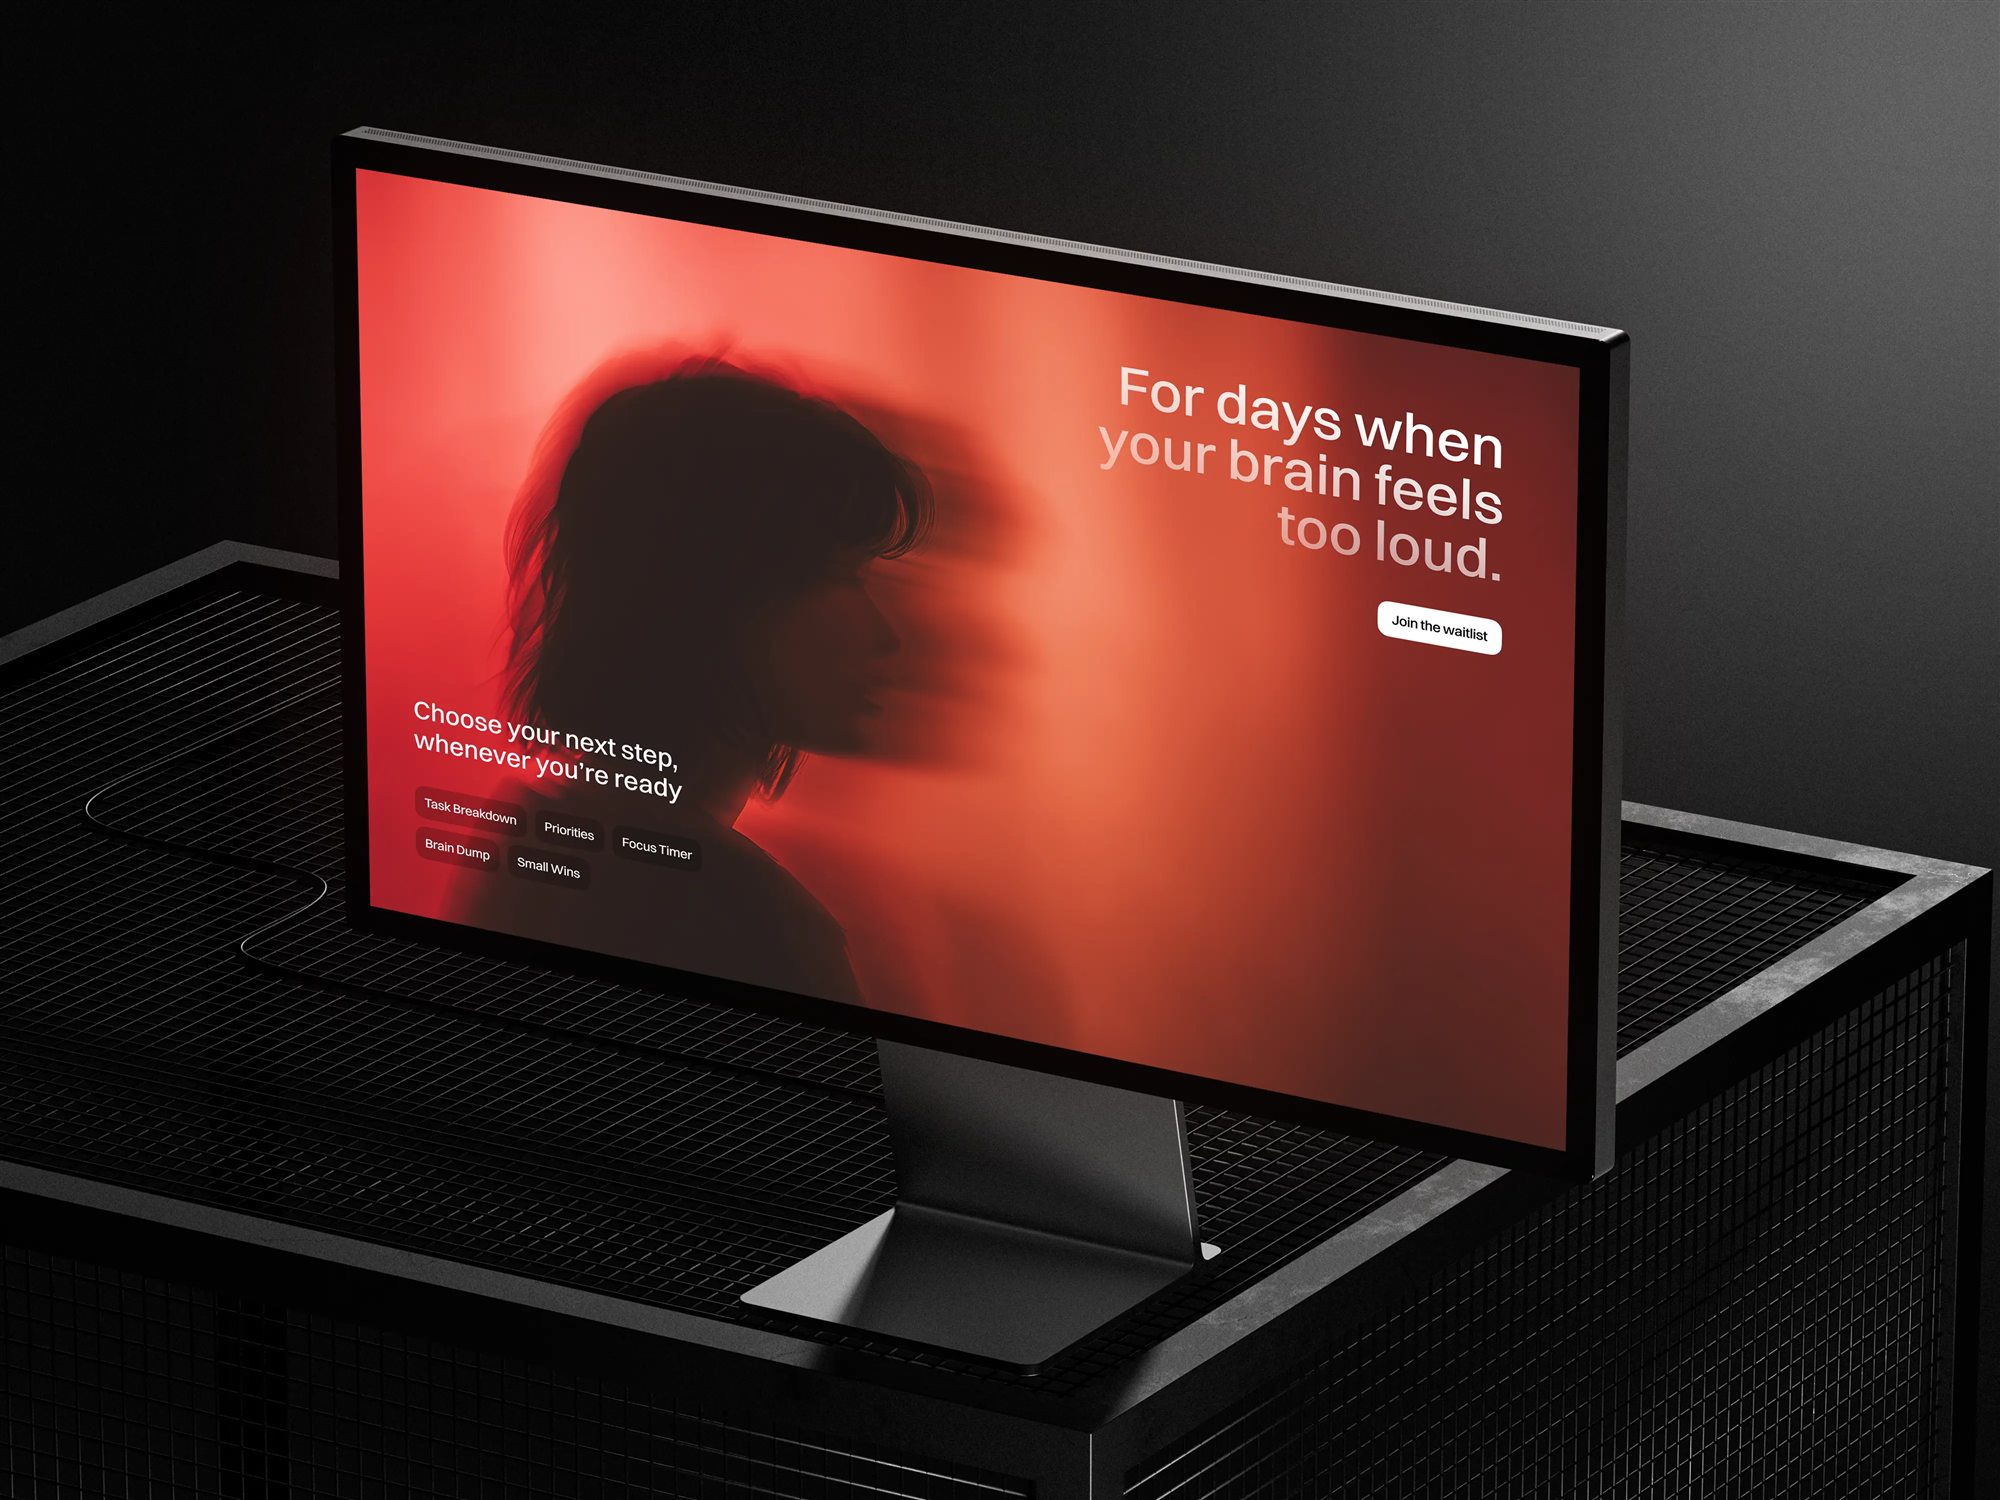 For days when
your brain feels
too loud.
Join the waitlist
Choose your next step,
whenever you're ready
Task Breakdown
Priorities
Focus Timer
Brain Dump
Small Wins